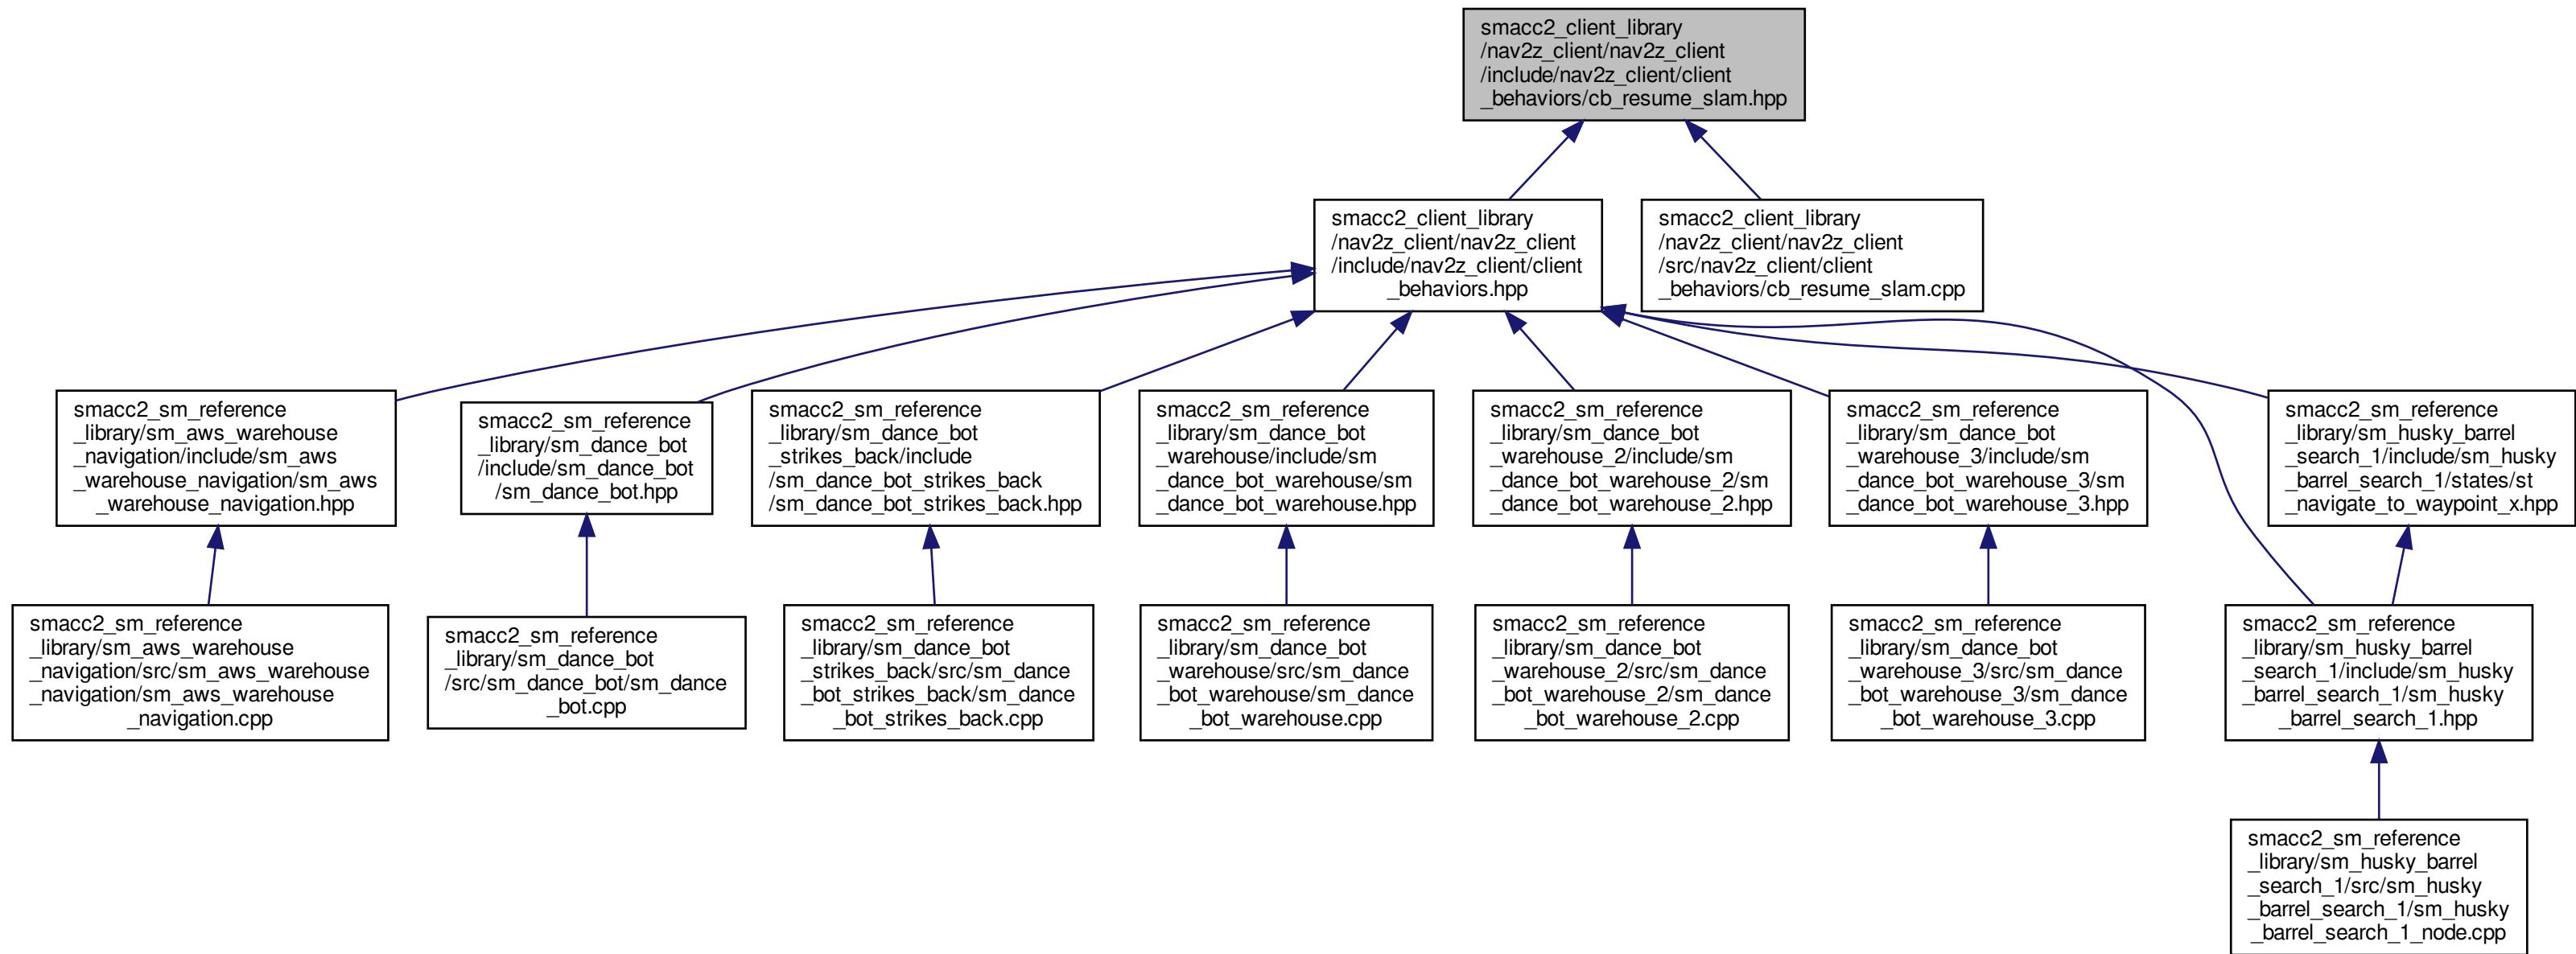 smacc2_client_library
/nav2z_client/nav2z_client
/include/nav2z_client/client
_behaviors/cb_resume_slam.hpp
smacc2_client_library
/nav2z_client/nav2z_client
/include/nav2z_client/client
_behaviors.hpp
smacc2_client_library
/nav2z_client/nav2z_client
/src/nav2z_client/client
_behaviors/cb_resume_slam.cpp
smacc2_sm_reference
_library/sm_aws_warehouse
_navigation/include/sm_aws
_warehouse_navigation/sm_aws
_warehouse_navigation.hpp
smacc2_sm_reference
_library/sm_dance_bot
/include/sm_dance_bot
/sm_dance_bot.hpp
smacc2_sm_reference
_library/sm_dance_bot
_strikes_back/include
/sm_dance_bot_strikes_back
/sm_dance_bot_strikes_back.hpp
smacc2_sm_reference
_library/sm_dance_bot
_warehouse/include/sm
_dance_bot_warehouse/sm
_dance_bot_warehouse.hpp
smacc2_sm_reference
_library/sm_dance_bot
_warehouse_2/include/sm
_dance_bot_warehouse_2/sm
_dance_bot_warehouse_2.hpp
smacc2_sm_reference
_library/sm_dance_bot
_warehouse_3/include/sm
_dance_bot_warehouse_3/sm
_dance_bot_warehouse_3.hpp
smacc2_sm_reference
_library/sm_husky_barrel
_search_1/include/sm_husky
_barrel_search_1/states/st
_navigate_to_waypoint_x.hpp
smacc2_sm_reference
_library/sm_aws_warehouse
_navigation/src/sm_aws_warehouse
_navigation/sm_aws_warehouse
_navigation.cpp
smacc2_sm_reference
_library/sm_dance_bot
/src/sm_dance_bot/sm_dance
_bot.cpp
smacc2_sm_reference
_library/sm_dance_bot
_strikes_back/src/sm_dance
_bot_strikes_back/sm_dance
_bot_strikes_back.cpp
smacc2_sm_reference
_library/sm_dance_bot
_warehouse/src/sm_dance
_bot_warehouse/sm_dance
_bot_warehouse.cpp
smacc2_sm_reference
_library/sm_dance_bot
_warehouse_2/src/sm_dance
_bot_warehouse_2/sm_dance
_bot_warehouse_2.cpp
smacc2_sm_reference
_library/sm_dance_bot
_warehouse_3/src/sm_dance
_bot_warehouse_3/sm_dance
_bot_warehouse_3.cpp
smacc2_sm_reference
_library/sm_husky_barrel
_search_1/include/sm_husky
_barrel_search_1/sm_husky
_barrel_search_1.hpp
smacc2_sm_reference
_library/sm_husky_barrel
_search_1/src/sm_husky
_barrel_search_1/sm_husky
_barrel_search_1_node.cpp